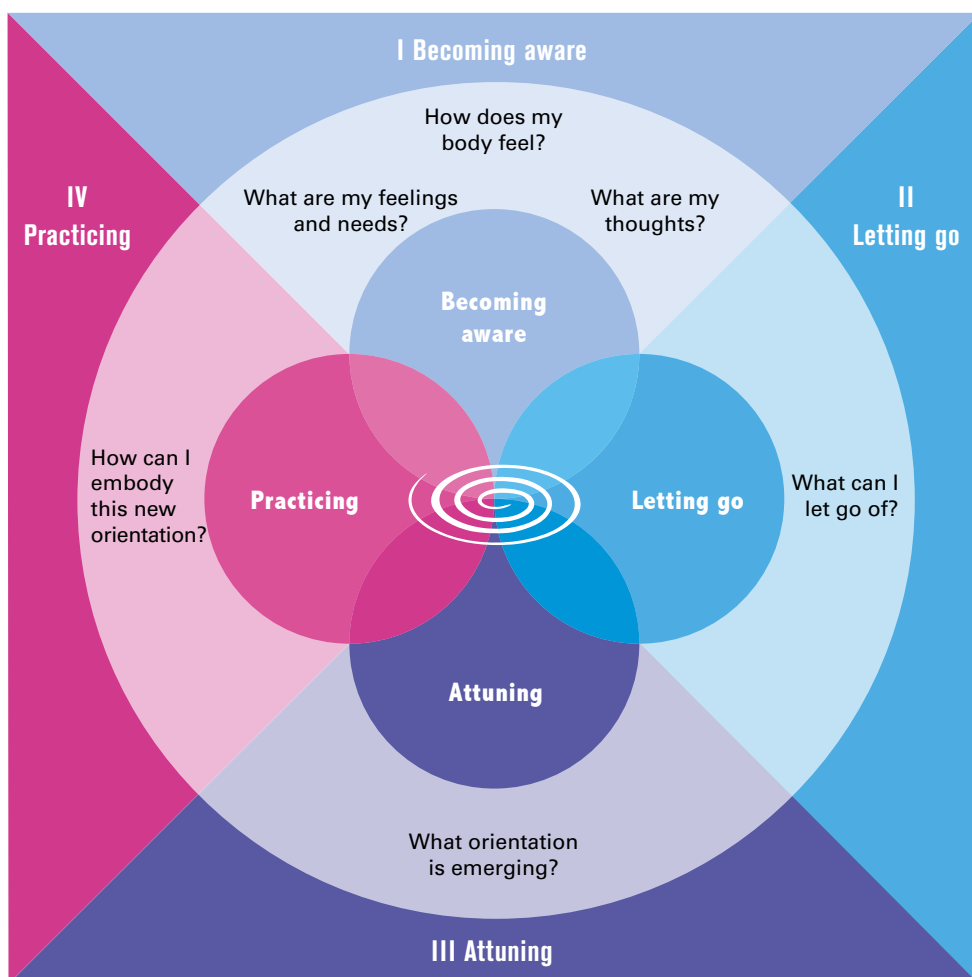 I Becoming aware
How does my
body feel?
What are my feelings
and needs?
What are my
thoughts?
IV
Practicing
II
Letting go
Becoming
aware
How can I
embody
this new
orientation?
Practicing
Letting go
What can I
let go of?
Attuning
What orientation
is emerging?
III Attuning